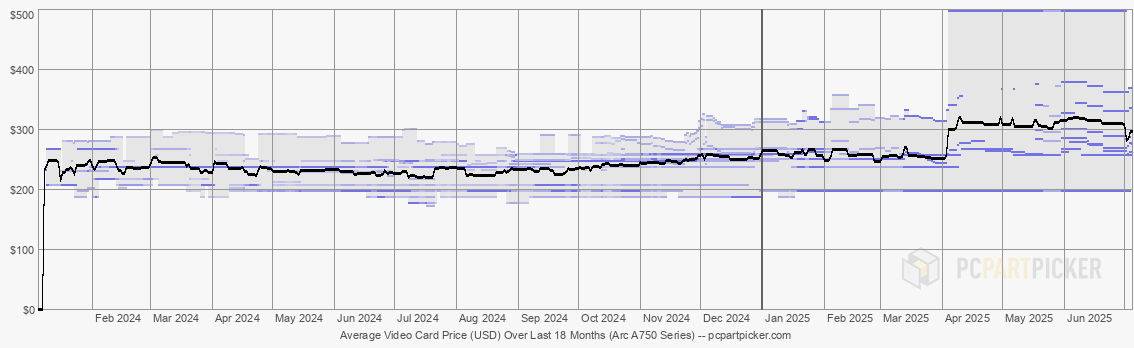 $500
$400
$300
$200
$100
$0
PCPARTPICKER
Feb 2024 Mar 2024 Apr 2024 May 2024 Jun 2024 Jul 2024 Aug 2024 Sep 2024 Oct 2024 Nov 2024 Dec 2024 Jan 2025 Feb 2025 Mar 2025 Apr 2025 May 2025 Jun 2025
Average Video Card Price (USD) Over Last 18 Months (Arc A750 Series) -- pcpartpicker.com